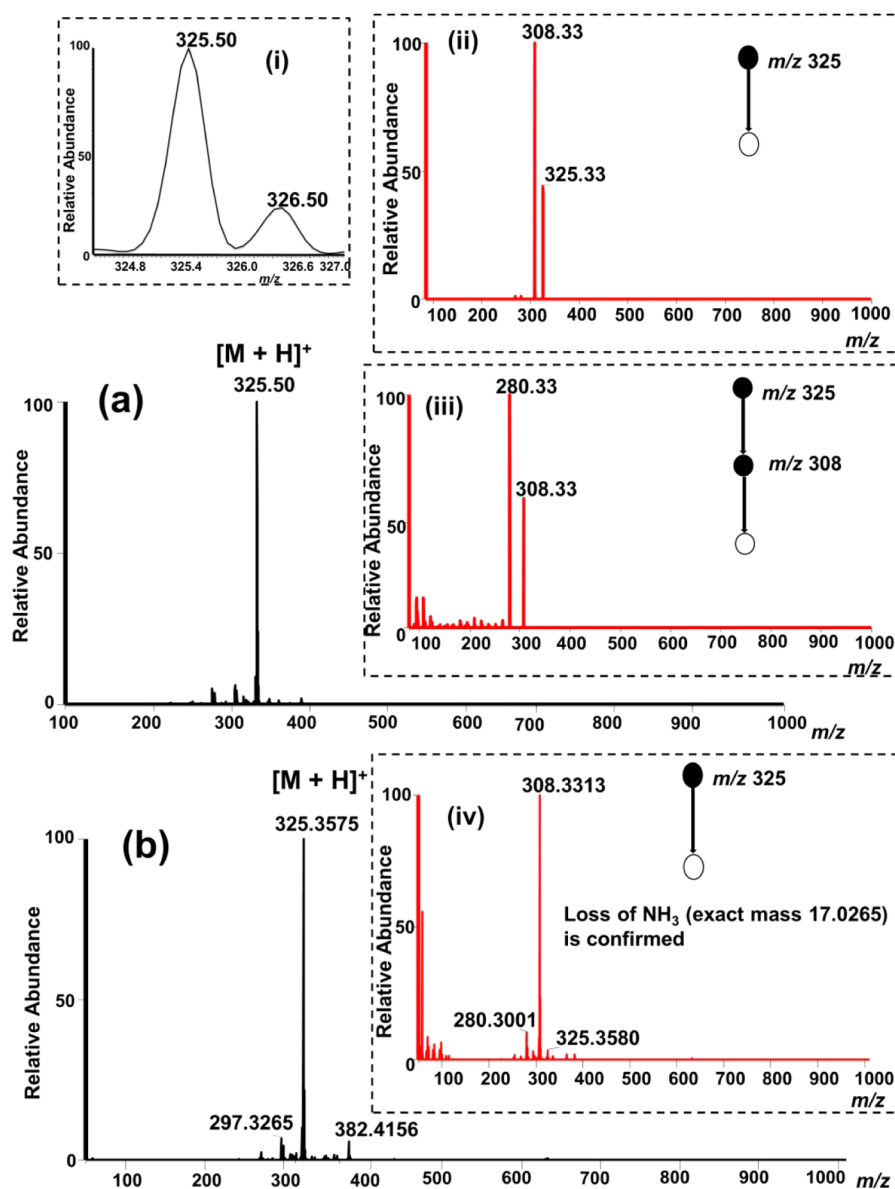 325.50
(i)
326.50
100
50
0
Relative Abundance
324.8 325.4 326.0 326.6 327.0
m/z
308.33
(ii)
m/z 325
325.33
100
50
0
Relative Abundance
100 200 300 400 500 600 700 800 900 1000
m/z
[M + H]+
325.50
(a)
100
50
0
Relative Abundance
100 200 300 400 500 600 700 800 900 1000
m/z
280.33
(iii)
m/z 325
308.33
m/z 308
100
50
0
Relative Abundance
100 200 300 400 500 600 700 800 900 1000
m/z
[M + H]+
325.3575
(b)
297.3265
382.4156
100
50
0
Relative Abundance
100 200 300 400 500 600 700 800 900 1000
m/z
308.3313
(iv)
m/z 325
Loss of NH3 (exact mass 17.0265)
is confirmed
280.3001
325.3580
100
50
0
Relative Abundance
100 200 300 400 500 600 700 800 900 1000
m/z